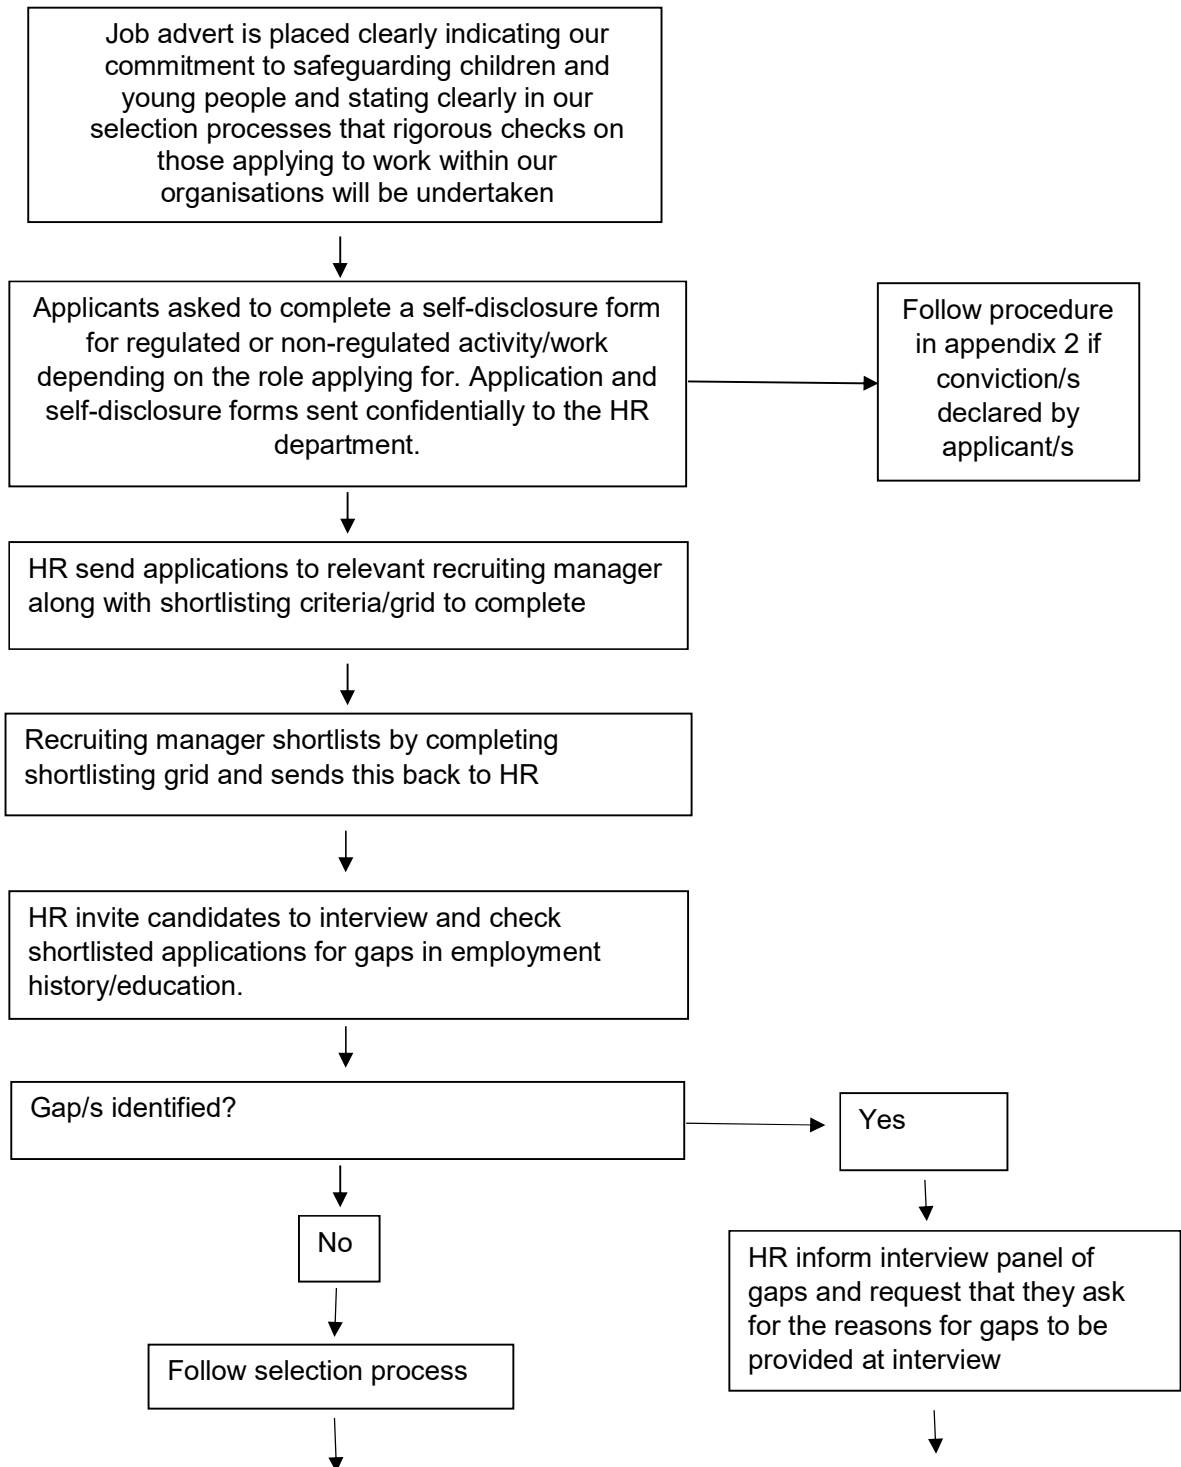 Job advert is placed clearly indicating our
commitment to safeguarding children and
young people and stating clearly in our
selection processes that rigorous checks on
those applying to work within our
organisations will be undertaken
Applicants asked to complete a self-disclosure form
for regulated or non-regulated activity/work
depending on the role applying for. Application and
self-disclosure forms sent confidentially to the HR
department.
Follow procedure
in appendix 2 if
conviction/s
declared by
applicant/s
HR send applications to relevant recruiting manager
along with shortlisting criteria/grid to complete
Recruiting manager shortlists by completing
shortlisting grid and sends this back to HR
HR invite candidates to interview and check
shortlisted applications for gaps in employment
history/education.
Gap/s identified?
Yes
No
HR inform interview panel of
gaps and request that they ask
for the reasons for gaps to be
provided at interview
Follow selection process